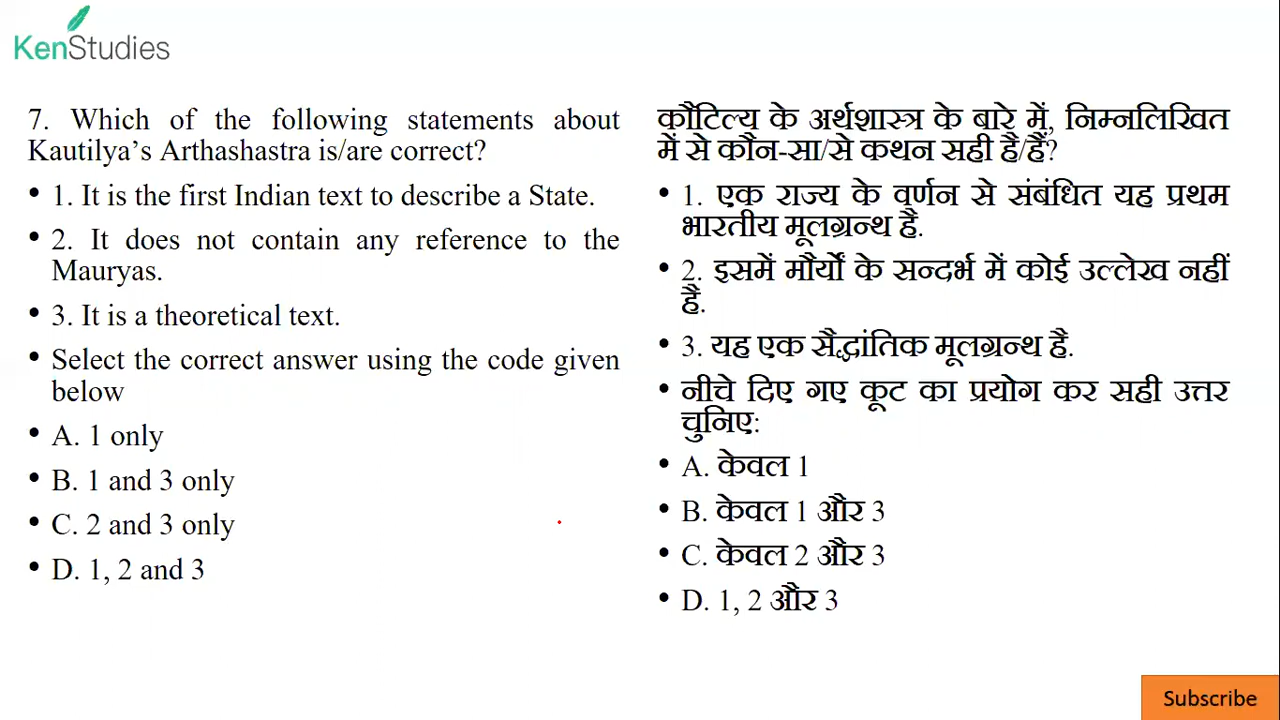 KenStudies
7. Which of the following statements about
Kautilya’s Arthashastra is/are correct?
• 1. It is the first Indian text to describe a State.
• 2. It does not contain any reference to the
Mauryas.
• 3. It is a theoretical text.
• Select the correct answer using the code given
below
• A. 1 only
• B. 1 and 3 only
• C. 2 and 3 only
• D. 1, 2 and 3
कौटिल्य के अर्थशास्त्र के बारे में, निम्नलिखित
में से कौन-सा/से कथन सही है/हैं?
• 1. एक राज्य के वर्णन से संबंधित यह प्रथम
भारतीय मूलग्रन्थ है.
• 2. इसमें मौर्यों के सन्दर्भ में कोई उल्लेख नहीं
है.
• 3. यह एक सैद्धांतिक मूलग्रन्थ है.
• नीचे दिए गए कूट का प्रयोग कर सही उत्तर
चुनिए:
• A. केवल 1
• B. केवल 1 और 3
• C. केवल 2 और 3
• D. 1, 2 और 3
Subscribe